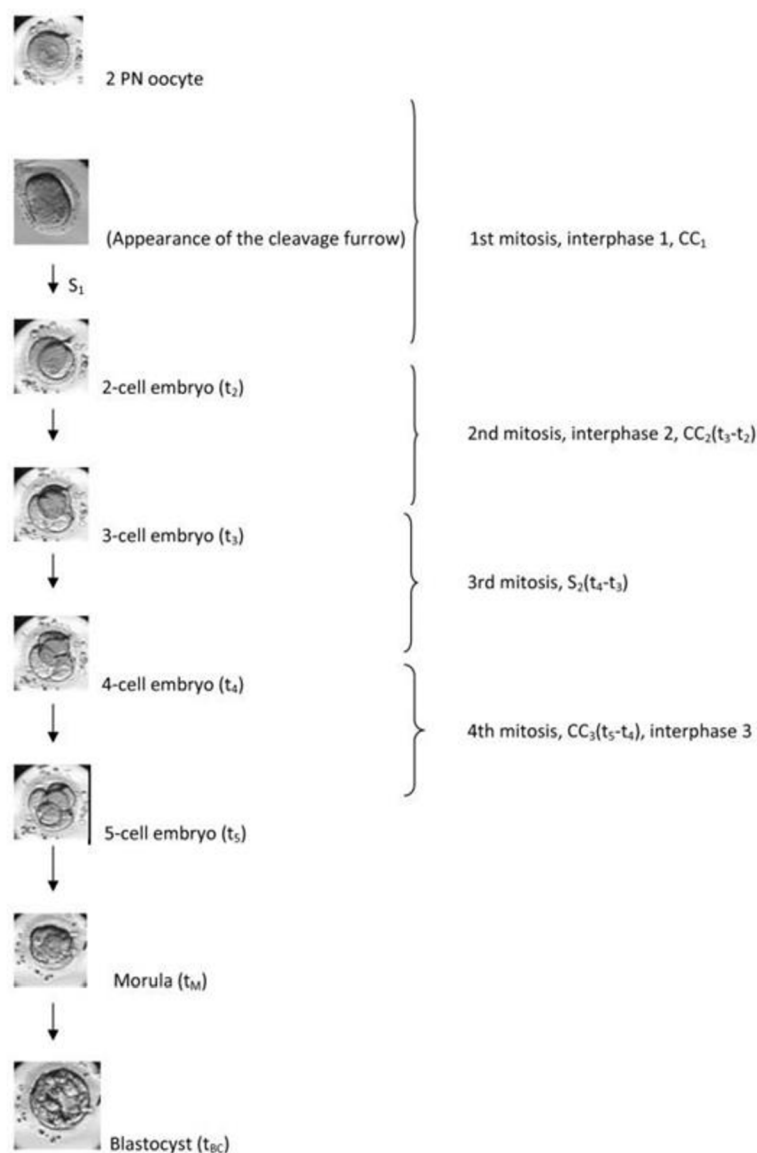 2 PN oocyte
(Appearance of the cleavage furrow)
1st mitosis, interphase 1, CC₁
S₁
2-cell embryo (t₂)
2nd mitosis, interphase 2, CC₂(t₃-t₂)
3-cell embryo (t₃)
3rd mitosis, S₂(t₄-t₃)
4-cell embryo (t₄)
4th mitosis, CC₃(t₅-t₄), interphase 3
5-cell embryo (t₅)
Morula (t_M)
Blastocyst (t_BC)